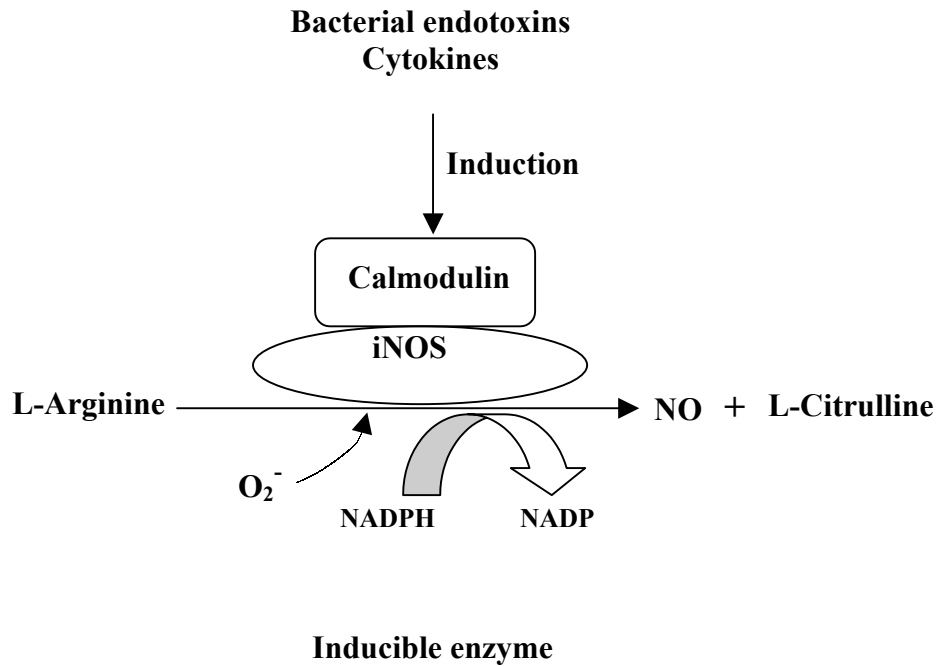 Bacterial endotoxins
Cytokines
Induction
Calmodulin
iNOS
L-Arginine
NO + L-Citrulline
O₂⁻
NADPH
NADP
Inducible enzyme